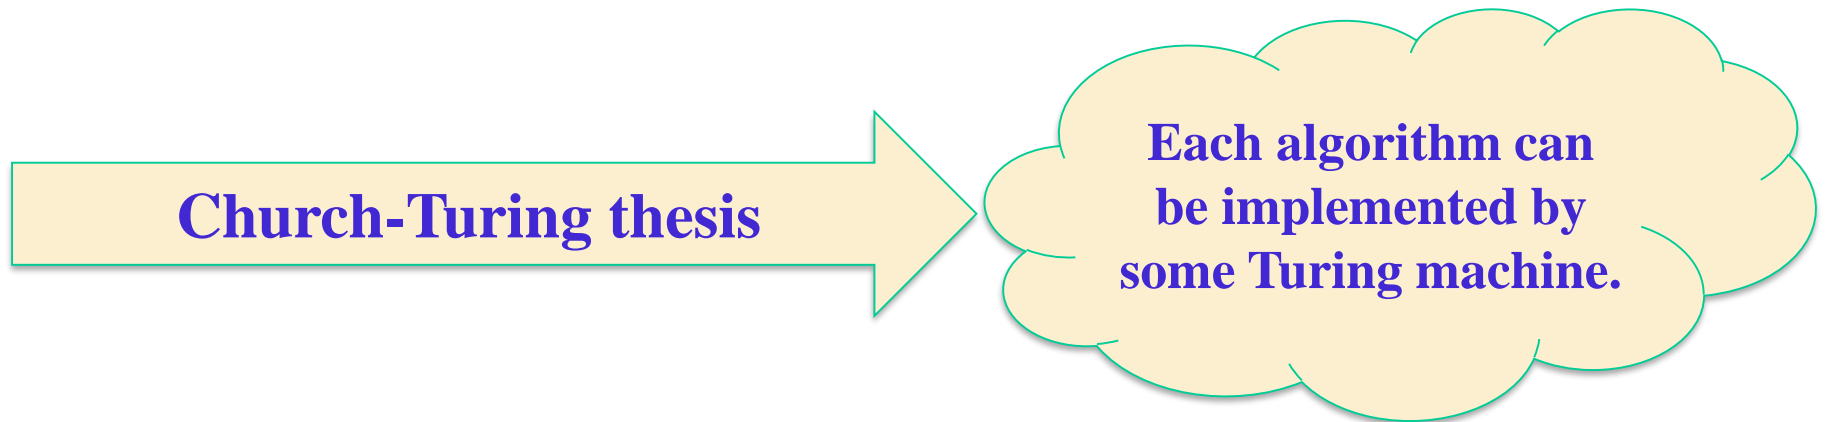 Church-Turing thesis
Each algorithm can
be implemented by
some Turing machine.